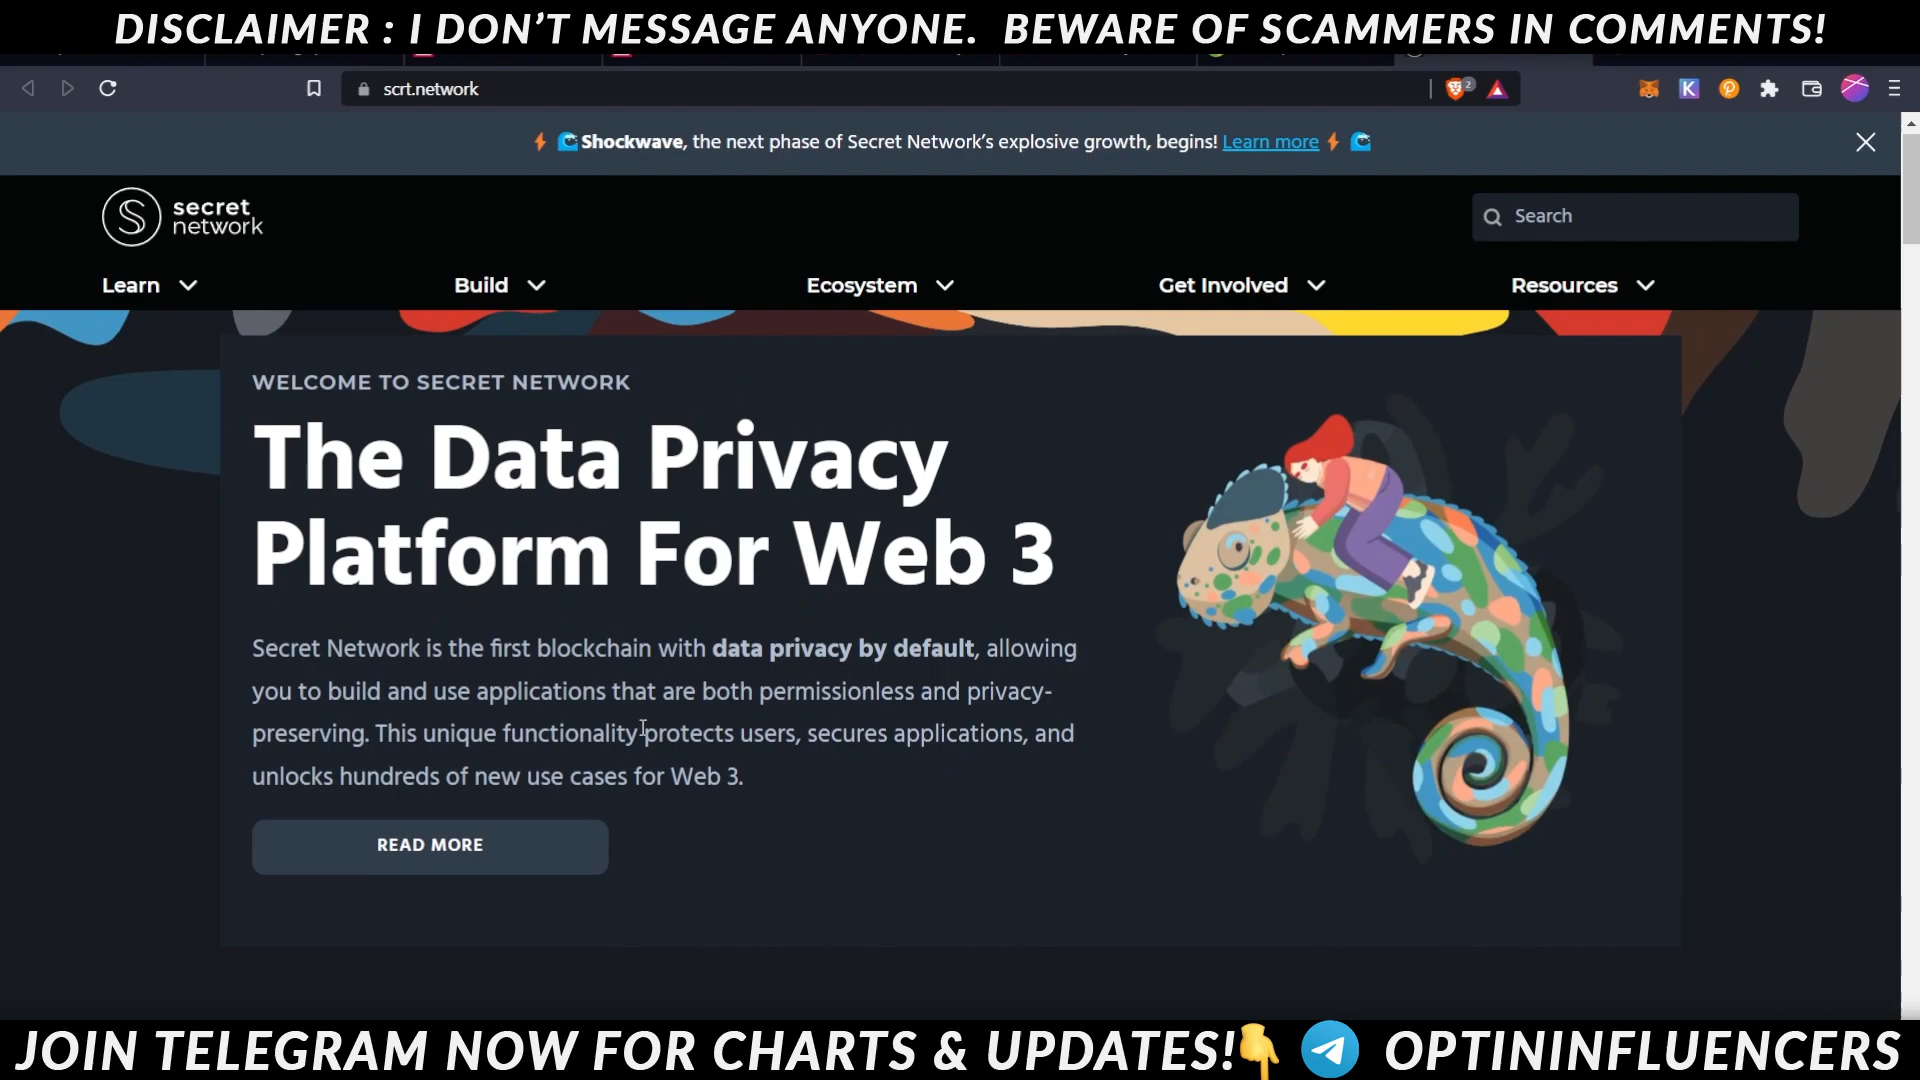 DISCLAIMER : I DON'T MESSAGE ANYONE. BEWARE OF SCAMMERS IN COMMENTS!
scrt.network
2
K
Shockwave, the next phase of Secret Network's explosive growth, begins! Learn more
secret
network
Search
Learn
Build
Ecosystem
Get Involved
Resources
WELCOME TO SECRET NETWORK
The Data Privacy
Platform For Web 3
Secret Network is the first blockchain with data privacy by default, allowing
you to build and use applications that are both permissionless and privacy-
preserving. This unique functionality protects users, secures applications, and
unlocks hundreds of new use cases for Web 3.
READ MORE
JOIN TELEGRAM NOW FOR CHARTS & UPDATES!👇 OPTININFLUENCERS